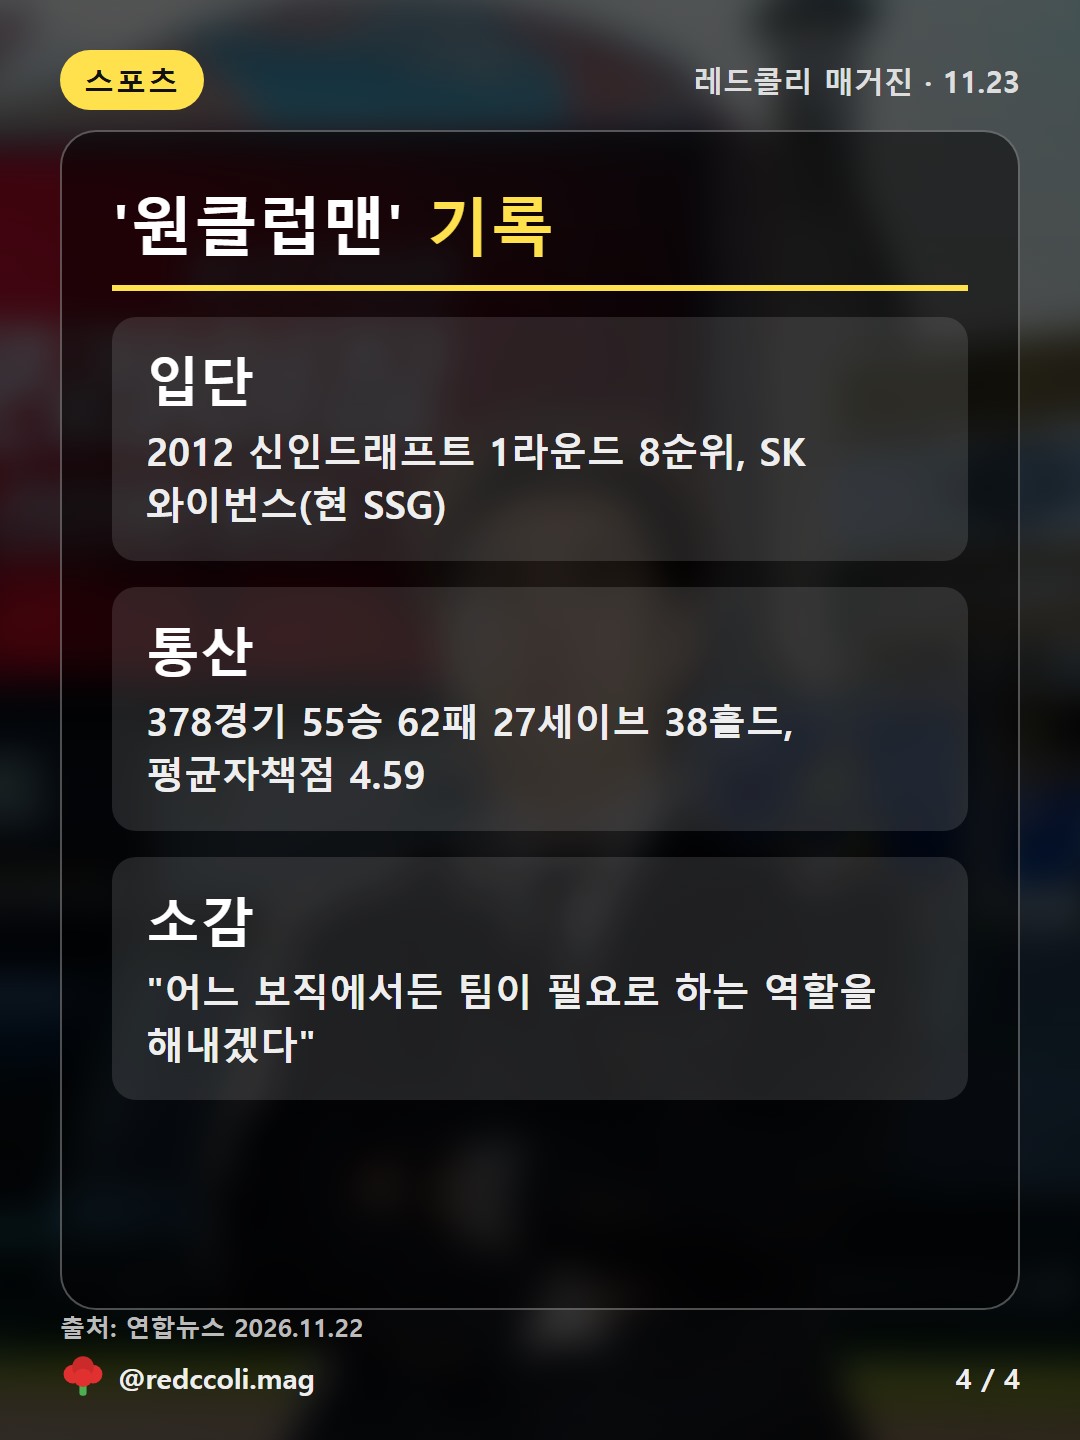 스포츠
레드콜리 매거진 · 11.23
'원클럽맨' 기록
입단
2012 신인드래프트 1라운드 8순위, SK
와이번스(현 SSG)
통산
378경기 55승 62패 27세이브 38홀드,
평균자책점 4.59
소감
"어느 보직에서든 팀이 필요로 하는 역할을
해내겠다"
출처: 연합뉴스 2026.11.22
@redccoli.mag
4 / 4